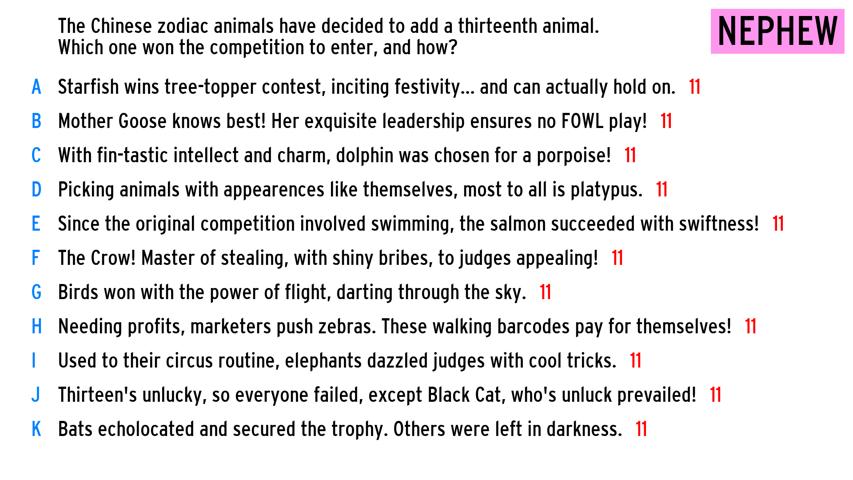 The Chinese zodiac animals have decided to add a thirteenth animal.
Which one won the competition to enter, and how?
NEPHEW
A Starfish wins tree-topper contest, inciting festivity... and can actually hold on. 11
B Mother Goose knows best! Her exquisite leadership ensures no FOWL play! 11
C With fin-tastic intellect and charm, dolphin was chosen for a porpoise! 11
D Picking animals with appearences like themselves, most to all is platypus. 11
E Since the original competition involved swimming, the salmon succeeded with swiftness! 11
F The Crow! Master of stealing, with shiny bribes, to judges appealing! 11
G Birds won with the power of flight, darting through the sky. 11
H Needing profits, marketers push zebras. These walking barcodes pay for themselves! 11
I Used to their circus routine, elephants dazzled judges with cool tricks. 11
J Thirteen's unlucky, so everyone failed, except Black Cat, who's unluck prevailed! 11
K Bats echolocated and secured the trophy. Others were left in darkness. 11